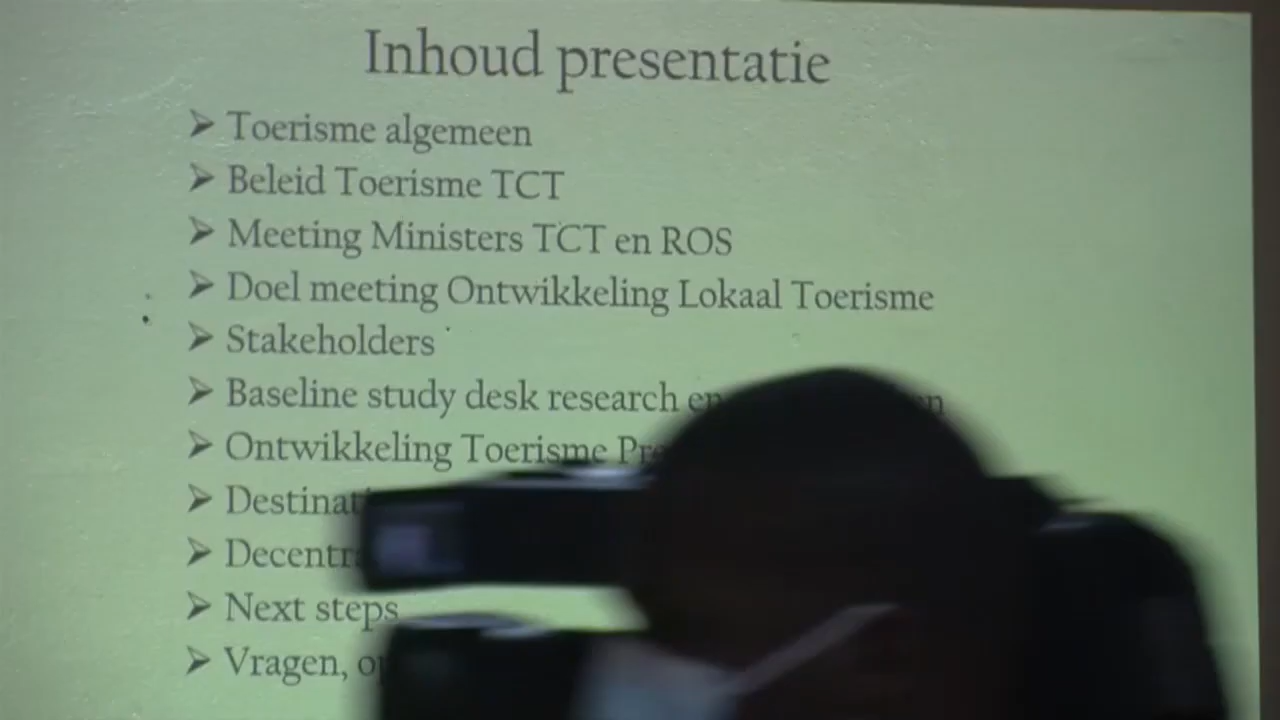 Inhoud presentatie
➢ Toerisme algemeen
➢ Beleid Toerisme TCT
➢ Meeting Ministers TCT en ROS
➢ Doel meeting Ontwikkeling Lokaal Toerisme
➢ Stakeholders
➢ Baseline study desk research en
➢ Ontwikkeling Toerisme
➢
➢
➢ Next steps
➢ Vragen,